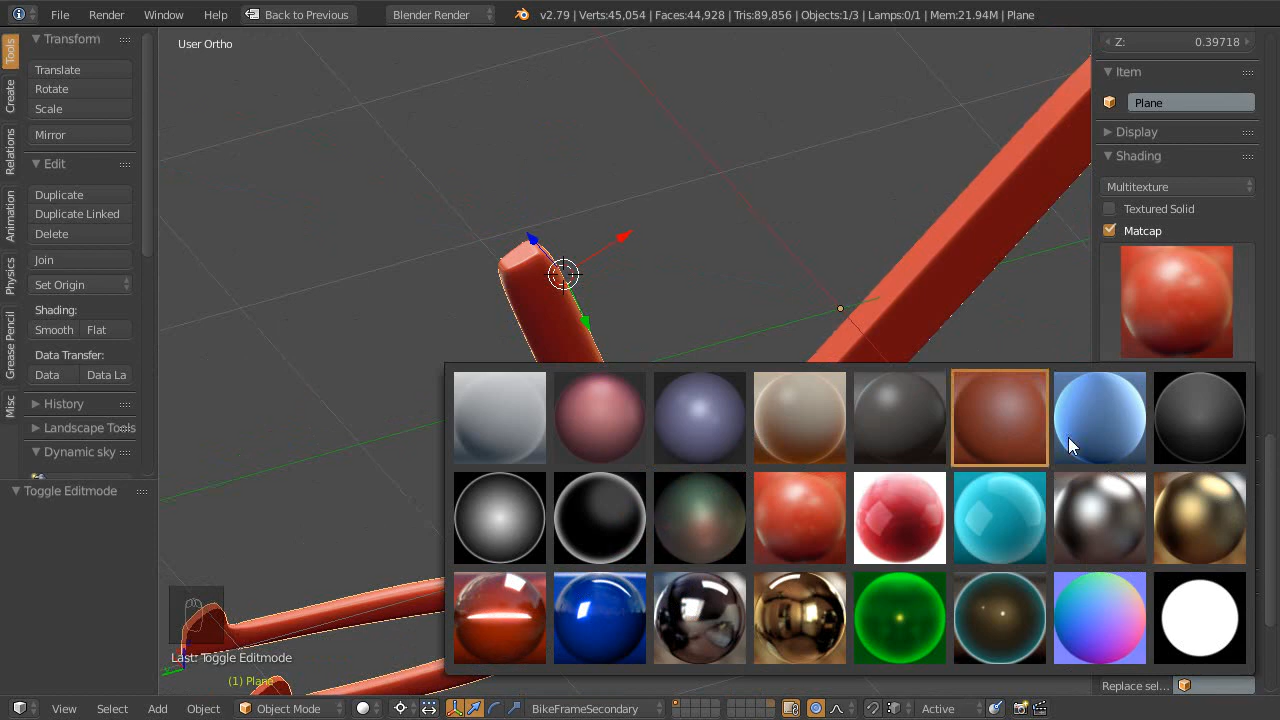 File Render Window Help Back to Previous Blender Render v2.79 | Verts:45,054 | Faces:44,928 | Tris:89,856 | Objects:1/3 | Lamps:0/1 | Mem:21.94M | Plane
User Ortho
Tools
Create
Relations
Animation
Physics
Grease Pencil
Misc
Transform
Translate
Rotate
Scale
Mirror
Edit
Duplicate
Duplicate Linked
Delete
Join
Set Origin
Shading:
Smooth Flat
Data Transfer:
Data Data La
History
Landscape Tools
Dynamic sky
Toggle Editmode
Last: Toggle Editmode
(1) Plane
Z: 0.39718
Item
Plane
Display
Shading
Multitexture
Textured Solid
Matcap
Replace sel...
View Select Add Object Object Mode BikeFrameSecondary Active